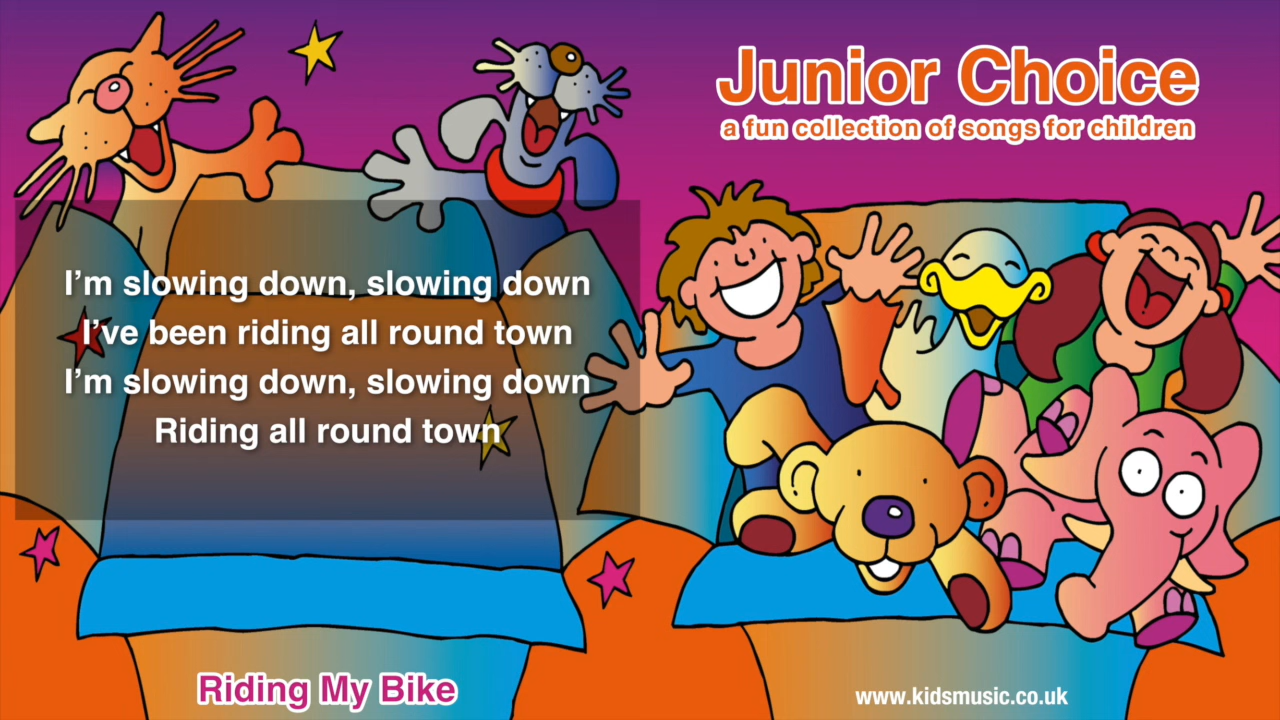 Junior Choice
a fun collection of songs for children
I’m slowing down, slowing down
I’ve been riding all round town
I’m slowing down, slowing down
Riding all round town
Riding My Bike
www.kidsmusic.co.uk